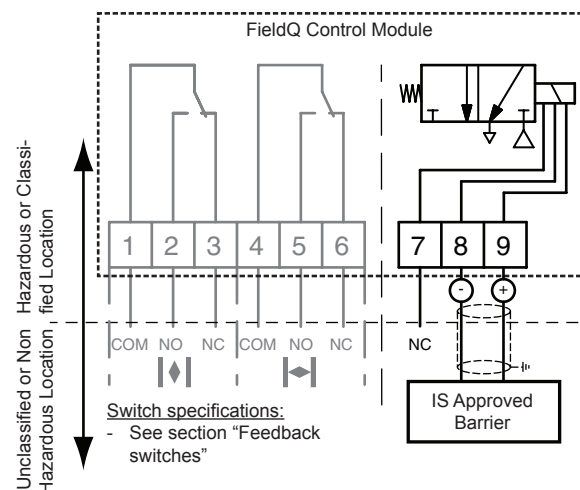 FieldQ Control Module
Hazardous or Classi-
fied Location
Unclassified or Non
Hazardous Location
1 2 3 4 5 6 7 8 9
- +
COM NO NC COM NO NC NC
IS Approved
Barrier
Switch specifications:
- See section “Feedback
switches”